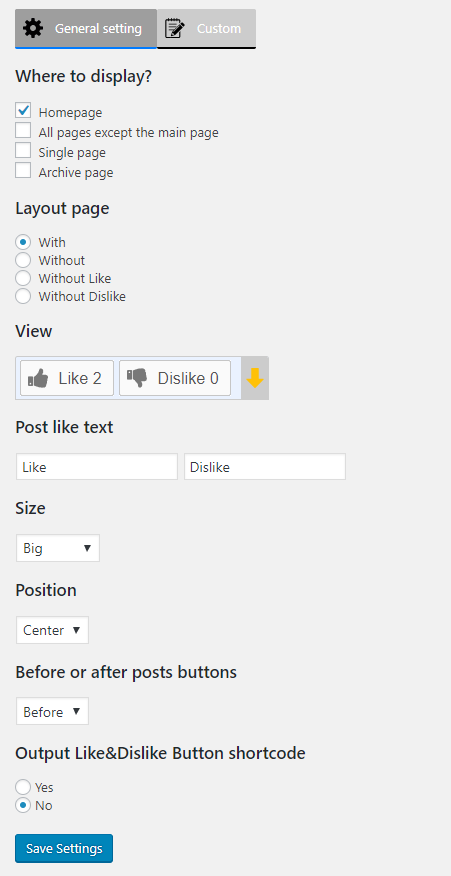 General setting Custom
Where to display?
Homepage
All pages except the main page
Single page
Archive page
Layout page
With
Without
Without Like
Without Dislike
View
Like 2 Dislike 0
Post like text
Like Dislike
Size
Big
Position
Center
Before or after posts buttons
Before
Output Like&Dislike Button shortcode
Yes
No
Save Settings